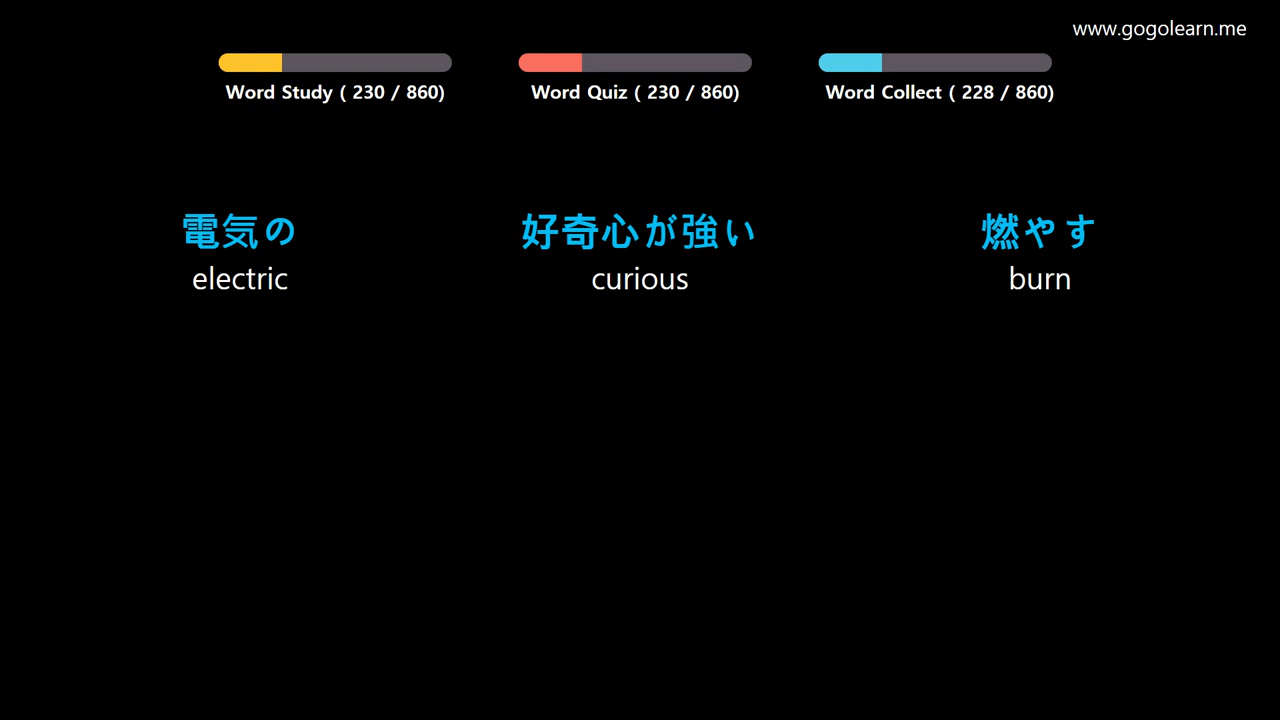 www.gogolearn.me
Word Study ( 230 / 860)
Word Quiz ( 230 / 860)
Word Collect ( 228 / 860)
電気の
electric
好奇心が強い
curious
燃やす
burn